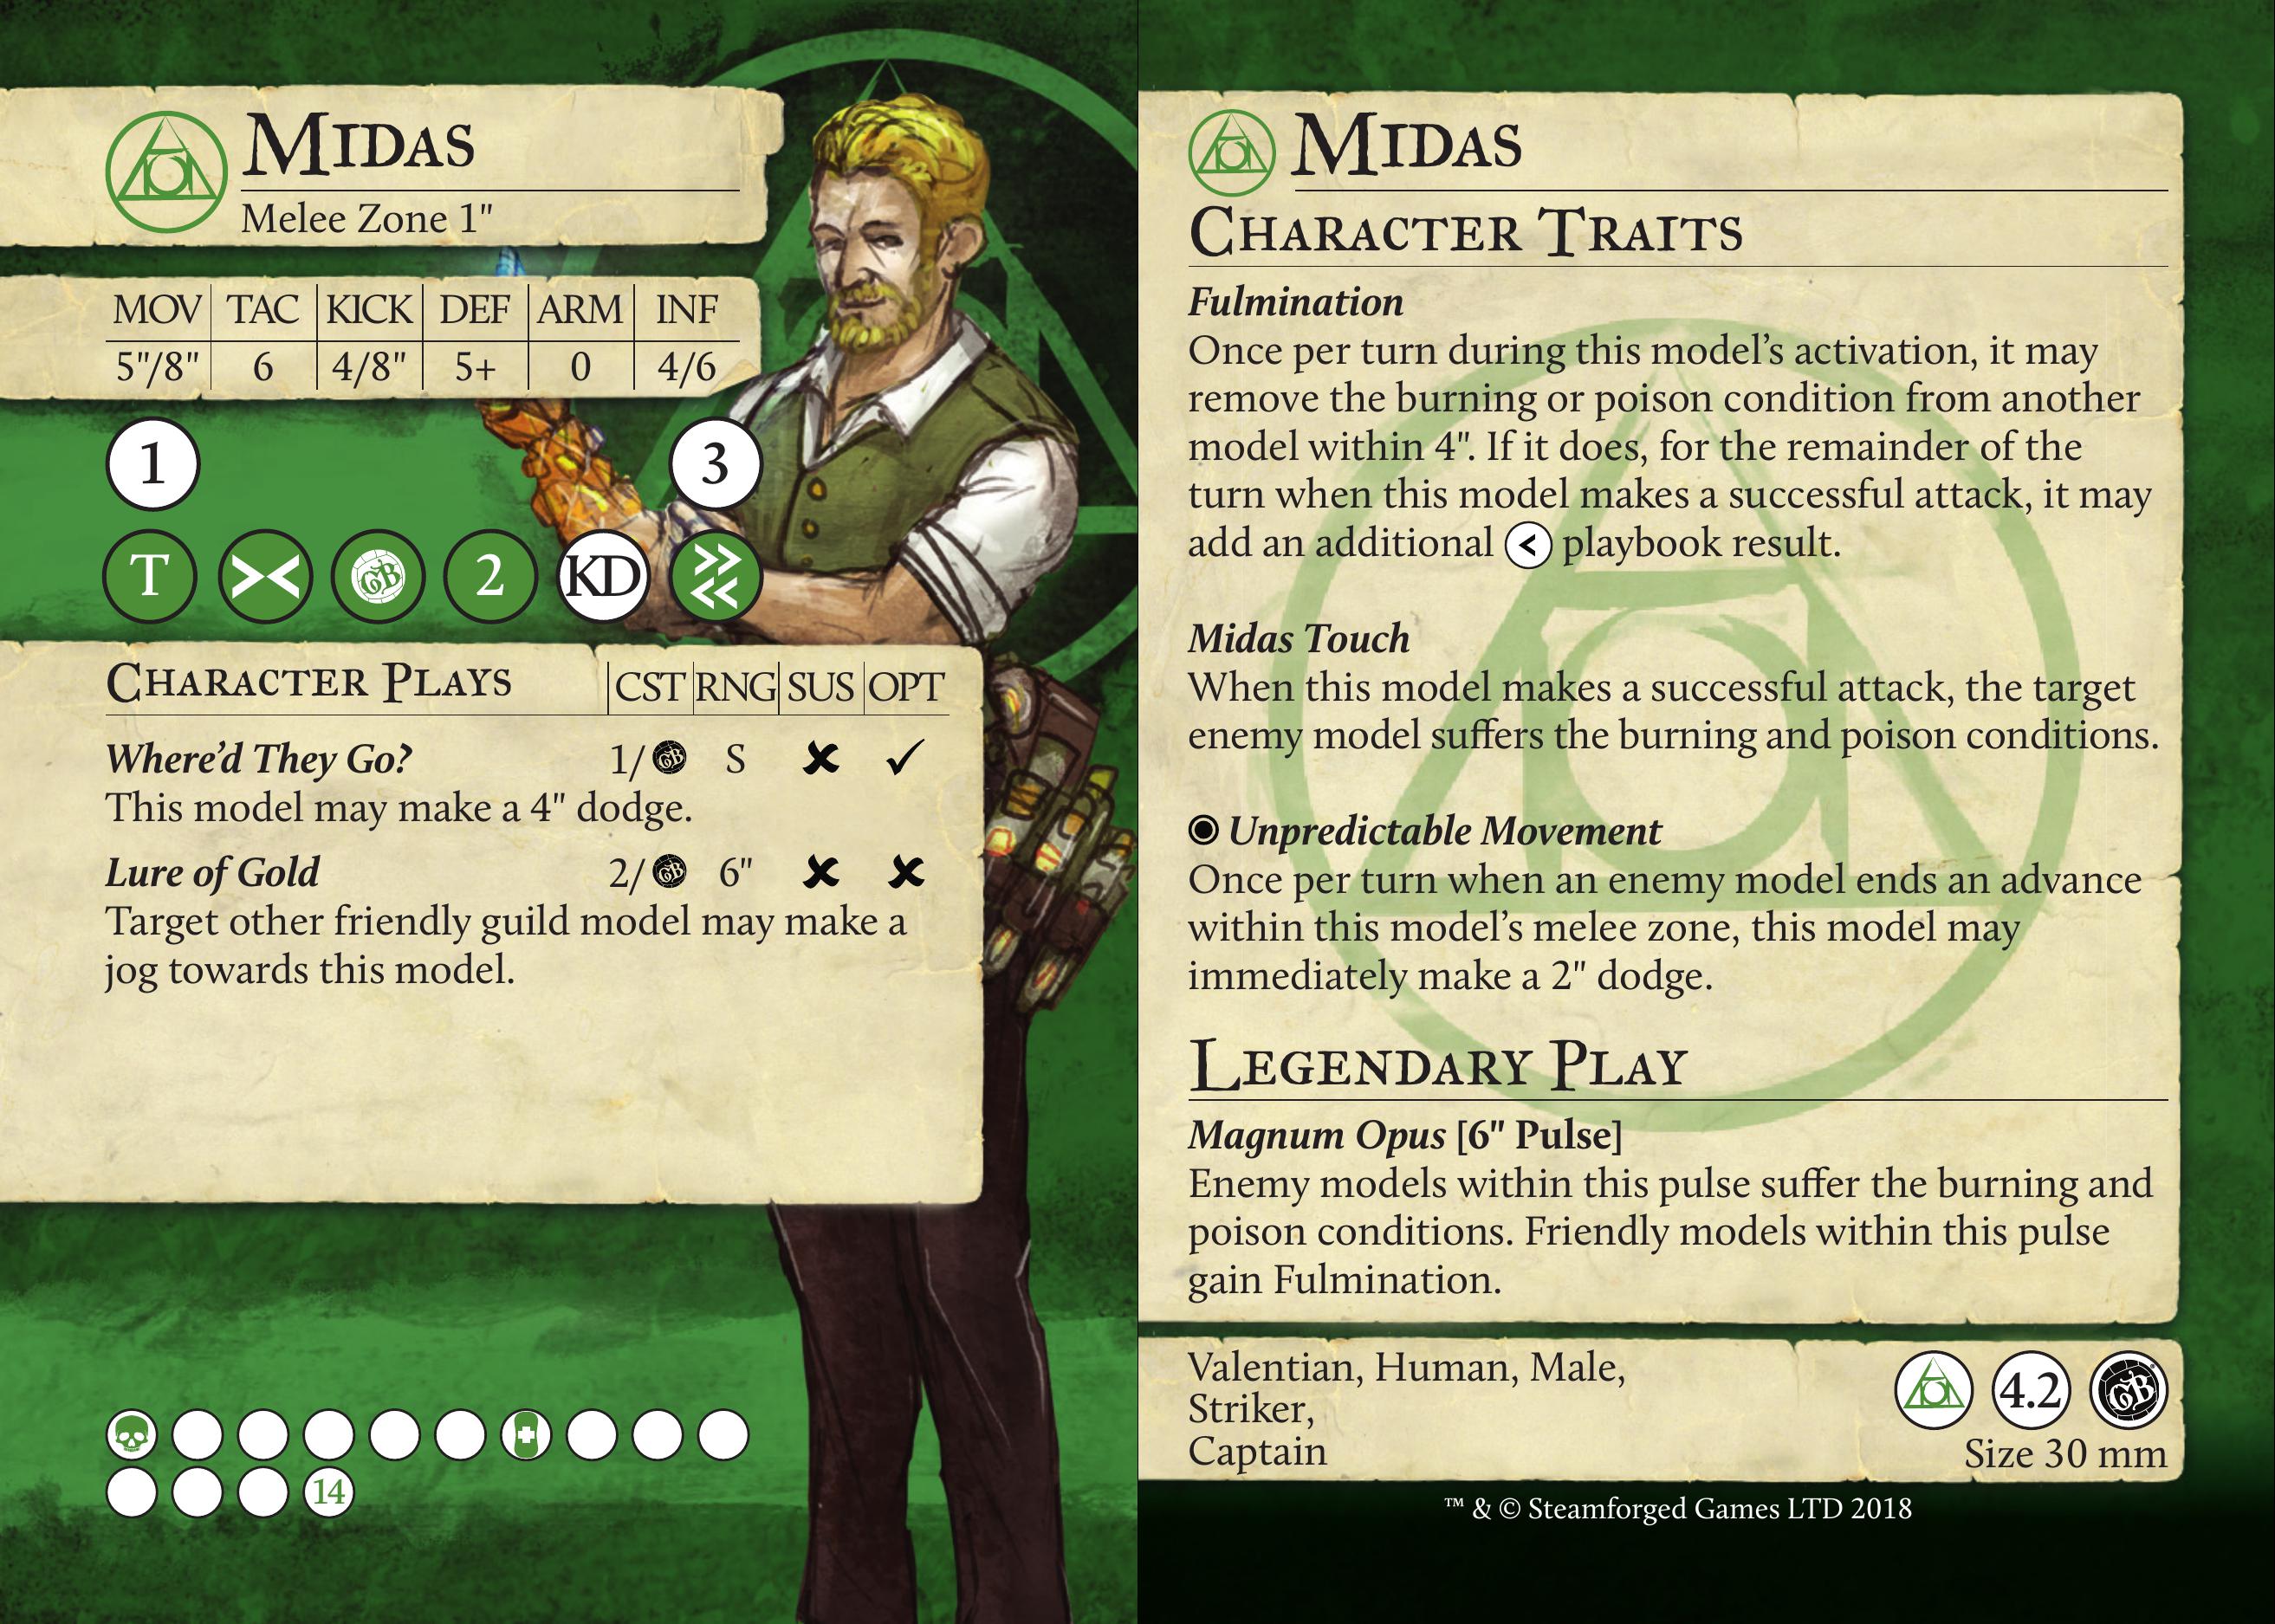 MIDAS
Melee Zone 1"
MOV TAC KICK DEF ARM INF
5"/8" 6 4/8" 5+ 0 4/6
1 3
T >< GB 2 KD
CHARACTER PLAYS CST RNG SUS OPT
Where'd They Go? 1/GB S ✘ ✓
This model may make a 4" dodge.
Lure of Gold 2/GB 6" ✘ ✘
Target other friendly guild model may make a
jog towards this model.
14
MIDAS
CHARACTER TRAITS
Fulmination
Once per turn during this model's activation, it may
remove the burning or poison condition from another
model within 4". If it does, for the remainder of the
turn when this model makes a successful attack, it may
add an additional < playbook result.
Midas Touch
When this model makes a successful attack, the target
enemy model suffers the burning and poison conditions.
Unpredictable Movement
Once per turn when an enemy model ends an advance
within this model's melee zone, this model may
immediately make a 2" dodge.
LEGENDARY PLAY
Magnum Opus [6" Pulse]
Enemy models within this pulse suffer the burning and
poison conditions. Friendly models within this pulse
gain Fulmination.
Valentian, Human, Male,
Striker,
Captain
4.2 GB
Size 30 mm
™ & © Steamforged Games LTD 2018